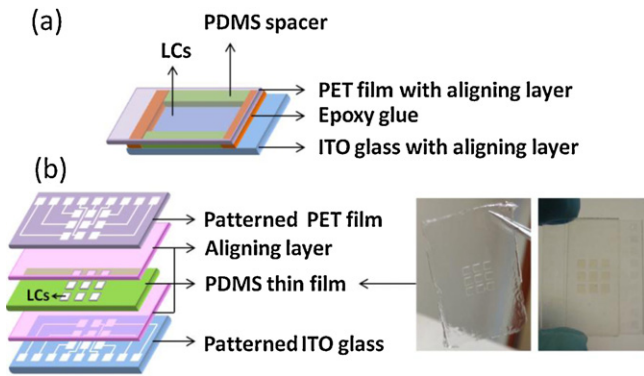 (a)
PDMS spacer
LCs
PET film with aligning layer
Epoxy glue
ITO glass with aligning layer
(b)
Patterned PET film
Aligning layer
LCs
PDMS thin film
Patterned ITO glass